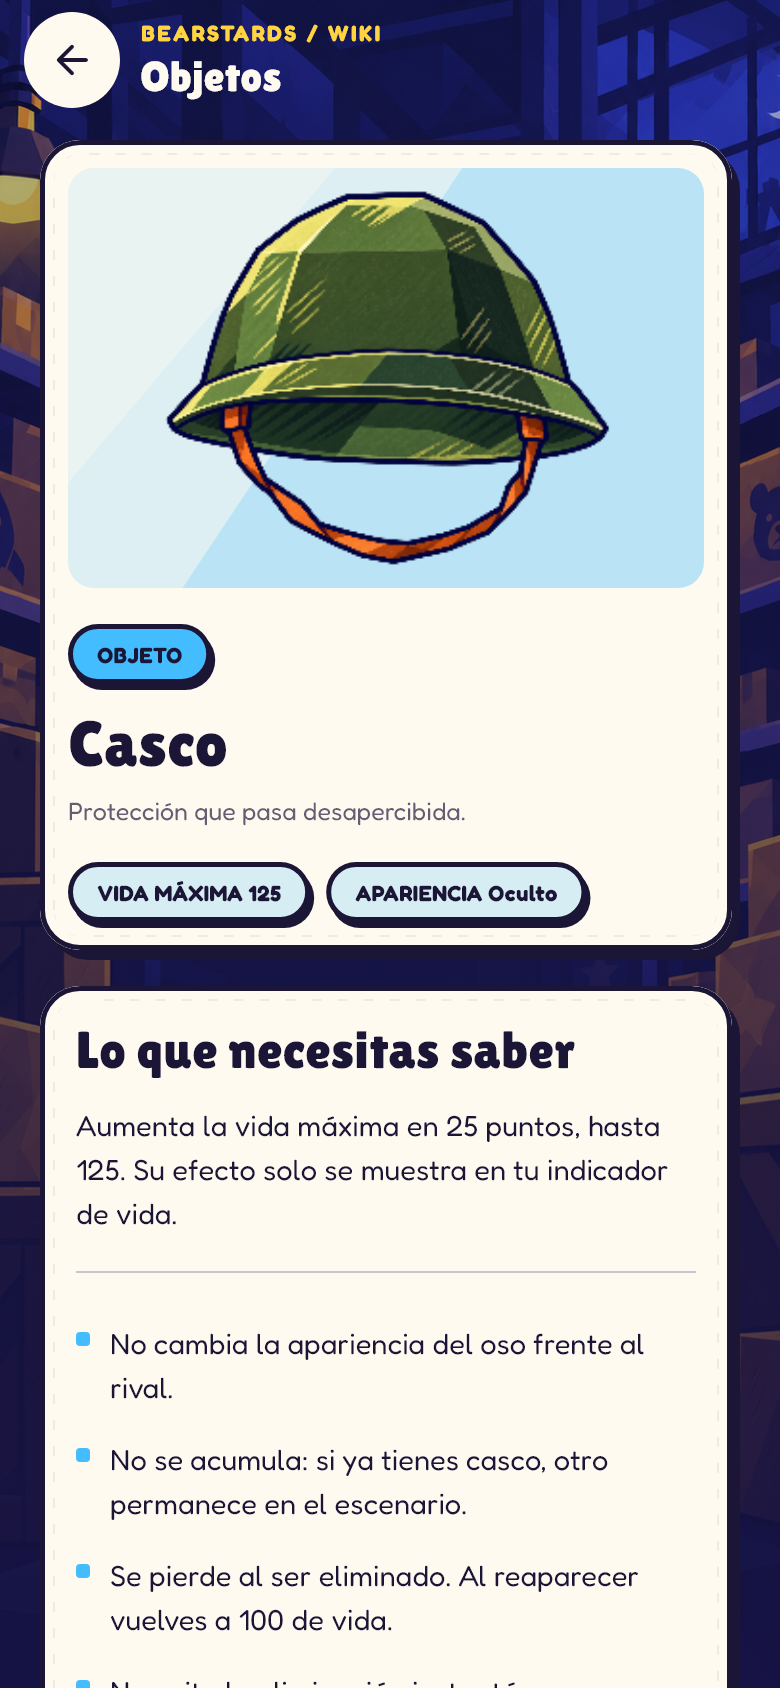 BEARSTARDS / WIKI
Objetos
OBJETO
Casco
Protección que pasa desapercibida.
VIDA MÁXIMA 125
APARIENCIA Oculto
Lo que necesitas saber
Aumenta la vida máxima en 25 puntos, hasta
125. Su efecto solo se muestra en tu indicador
de vida.
No cambia la apariencia del oso frente al
rival.
No se acumula: si ya tienes casco, otro
permanece en el escenario.
Se pierde al ser eliminado. Al reaparecer
vuelves a 100 de vida.